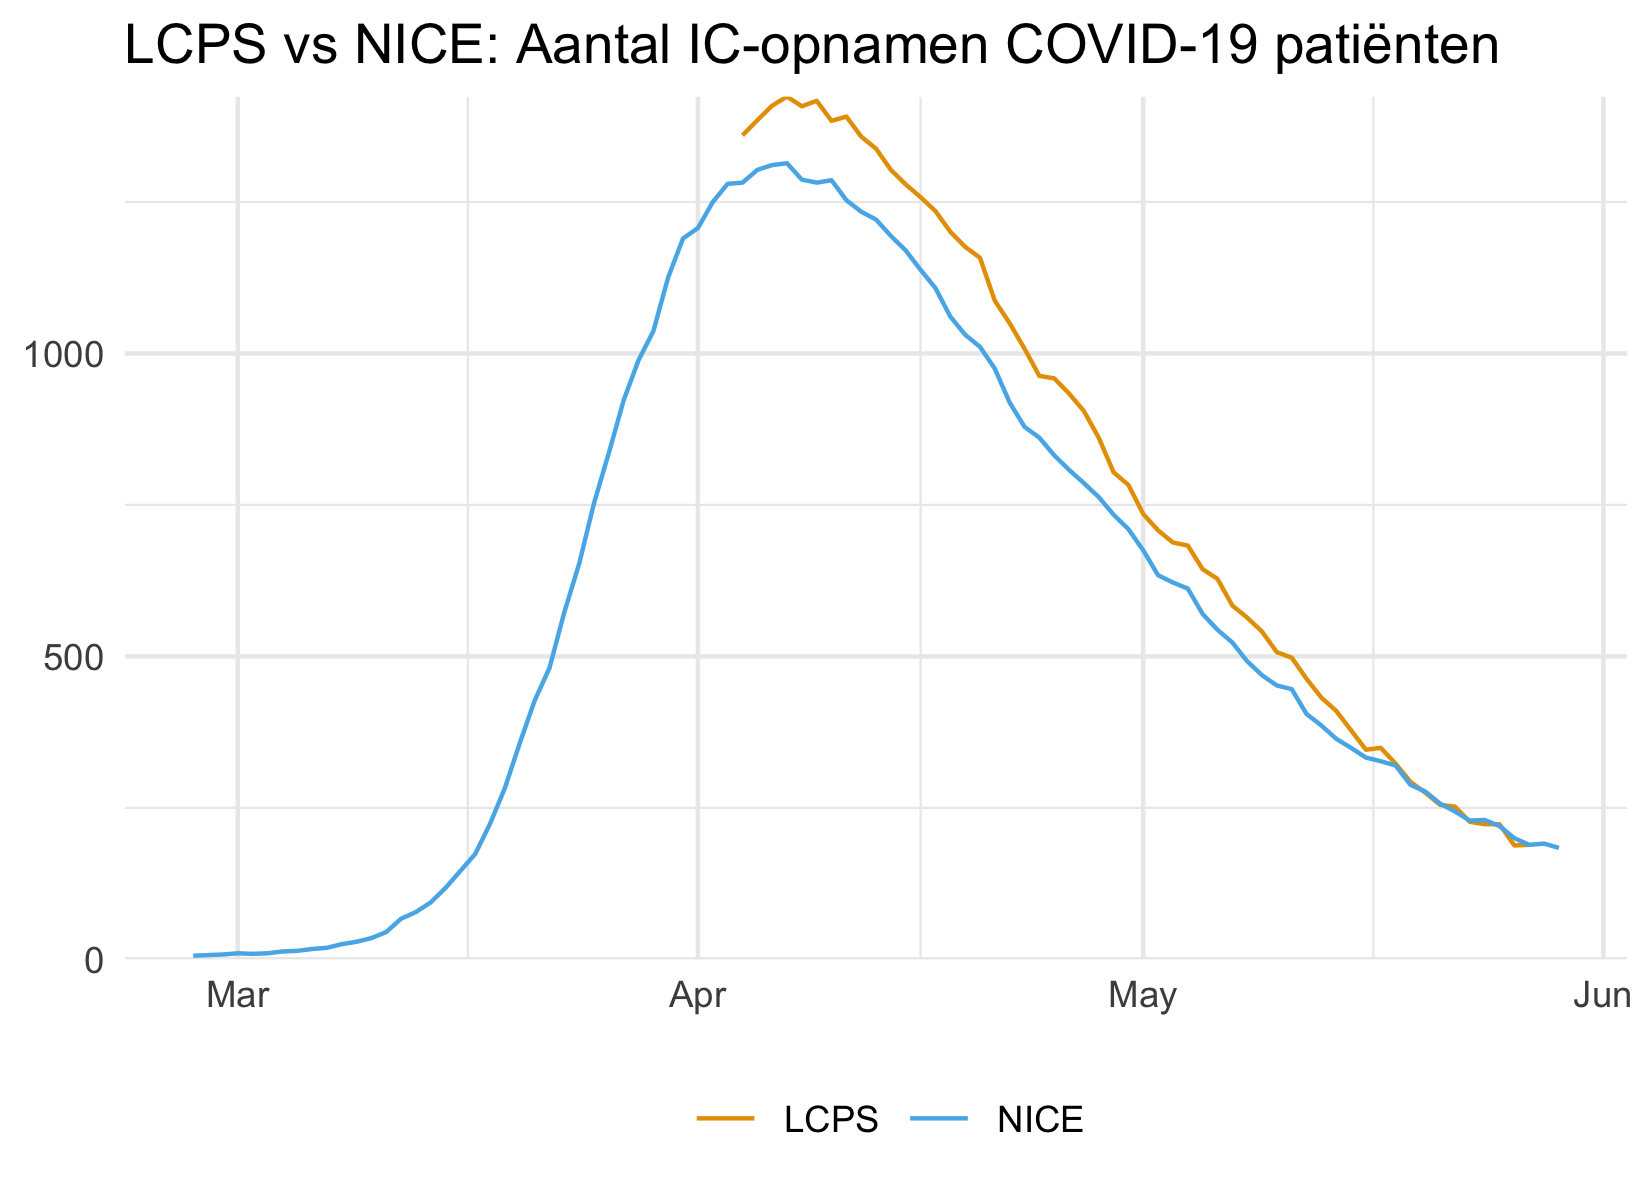 LCPS vs NICE: Aantal IC-opnamen COVID-19 patiënten
1000
500
0
Mar Apr May Jun
LCPS NICE